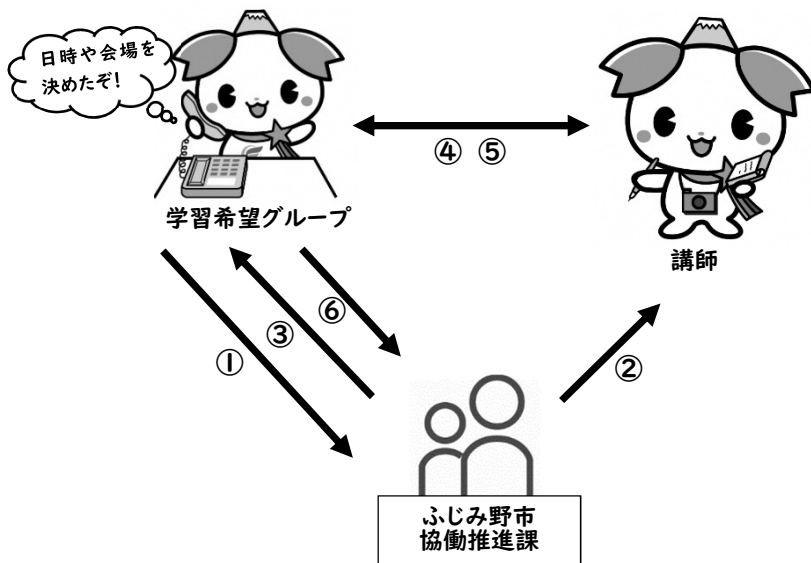 日時や会場を
決めたぞ!
④ ⑤
学習希望グループ
講師
⑥
③
①
②
ふじみ野市
協働推進課